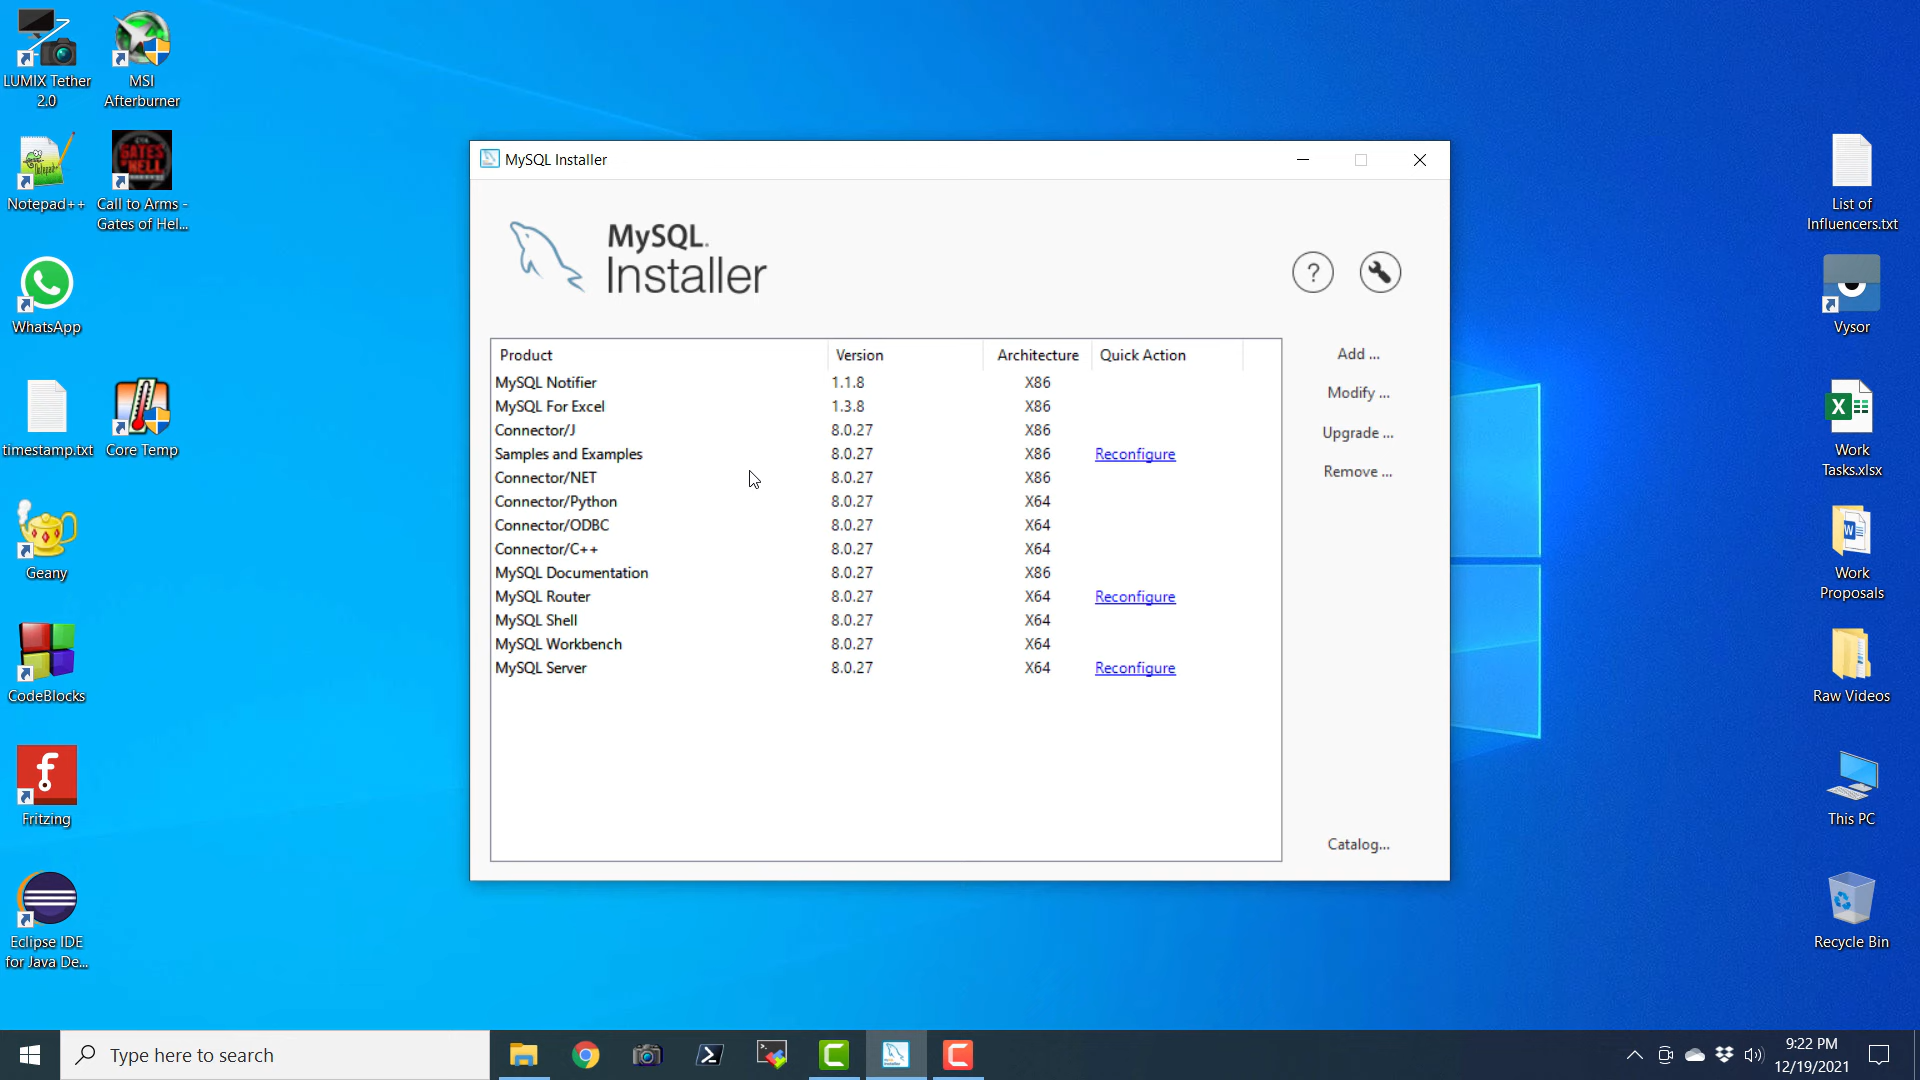 LUMIX Tether
2.0
MSI
Afterburner
Notepad++
Call to Arms -
Gates of Hel...
WhatsApp
timestamp.txt
Core Temp
Geany
CodeBlocks
Fritzing
Eclipse IDE
for Java De...
MySQL Installer
MySQL.
Installer
?
Product Version Architecture Quick Action
MySQL Notifier 1.1.8 X86
MySQL For Excel 1.3.8 X86
Connector/J 8.0.27 X86
Samples and Examples 8.0.27 X86 Reconfigure
Connector/NET 8.0.27 X86
Connector/Python 8.0.27 X64
Connector/ODBC 8.0.27 X64
Connector/C++ 8.0.27 X64
MySQL Documentation 8.0.27 X86
MySQL Router 8.0.27 X64 Reconfigure
MySQL Shell 8.0.27 X64
MySQL Workbench 8.0.27 X64
MySQL Server 8.0.27 X64 Reconfigure
Add ...
Modify ...
Upgrade ...
Remove ...
Catalog...
List of
Influencers.txt
Vysor
Work
Tasks.xlsx
Work
Proposals
Raw Videos
This PC
Recycle Bin
Type here to search
9:22 PM
12/19/2021